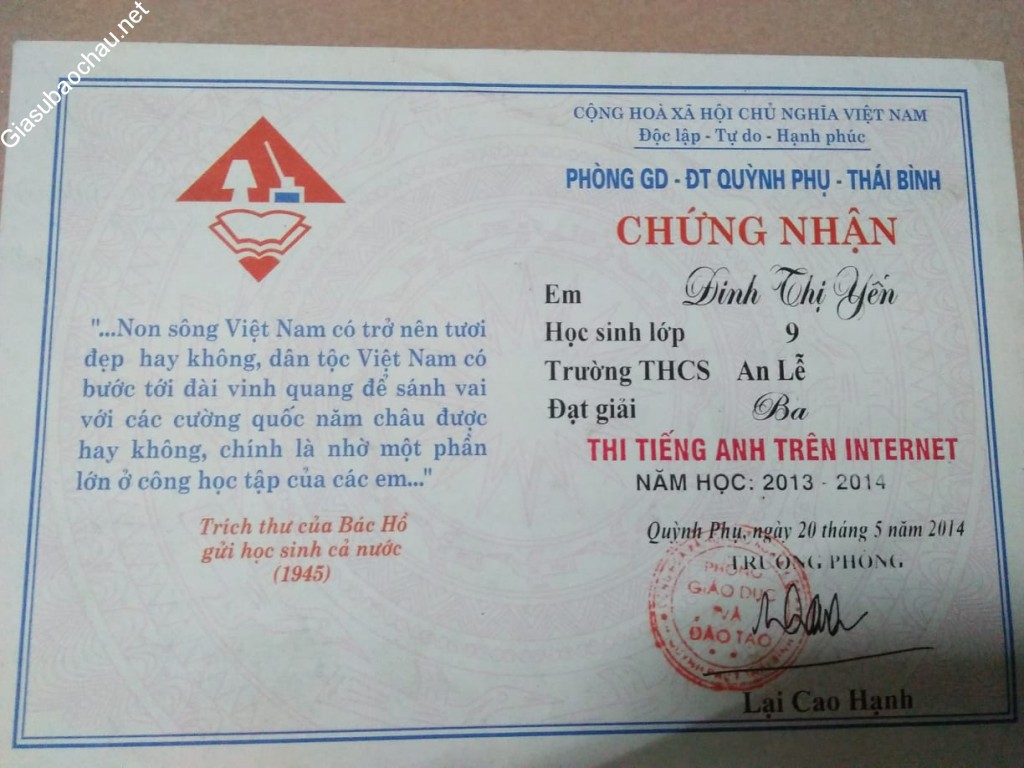 Giasubaochau.net
"...Non sông Việt Nam có trở nên tươi
đẹp hay không, dân tộc Việt Nam có
bước tới đài vinh quang để sánh vai
với các cường quốc năm châu được
hay không, chính là nhờ một phần
lớn ở công học tập của các em..."
Trích thư của Bác Hồ
gửi học sinh cả nước
(1945)
CỘNG HOÀ XÃ HỘI CHỦ NGHĨA VIỆT NAM
Độc lập - Tự do - Hạnh phúc
PHÒNG GD - ĐT QUỲNH PHỤ - THÁI BÌNH
CHỨNG NHẬN
Em Đinh Thị Yến
Học sinh lớp 9
Trường THCS An Lễ
Đạt giải Ba
THI TIẾNG ANH TRÊN INTERNET
NĂM HỌC: 2013 - 2014
Quỳnh Phụ, ngày 20 tháng 5 năm 2014
TRƯỞNG PHÒNG
PHÒNG
GIÁO DỤC
VÀ
ĐÀO TẠO
Lại Cao Hạnh